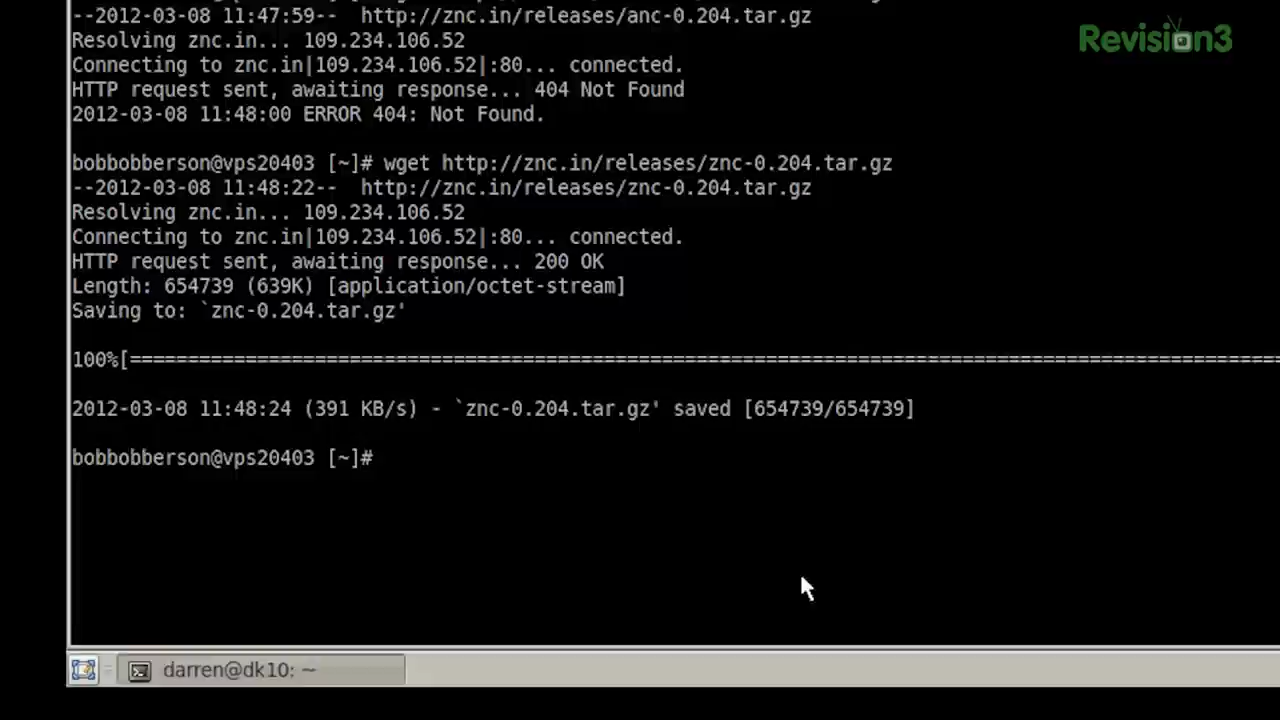 --2012-03-08 11:47:59--  http://znc.in/releases/anc-0.204.tar.gz
Revision3
Resolving znc.in... 109.234.106.52
Connecting to znc.in|109.234.106.52|:80... connected.
HTTP request sent, awaiting response... 404 Not Found
2012-03-08 11:48:00 ERROR 404: Not Found.
bobbobberson@vps20403 [~]# wget http://znc.in/releases/znc-0.204.tar.gz
--2012-03-08 11:48:22--  http://znc.in/releases/znc-0.204.tar.gz
Resolving znc.in... 109.234.106.52
Connecting to znc.in|109.234.106.52|:80... connected.
HTTP request sent, awaiting response... 200 OK
Length: 654739 (639K) [application/octet-stream]
Saving to: `znc-0.204.tar.gz'
100%[====================================================================================================
2012-03-08 11:48:24 (391 KB/s) - `znc-0.204.tar.gz' saved [654739/654739]
bobbobberson@vps20403 [~]#
darren@dk10: ~